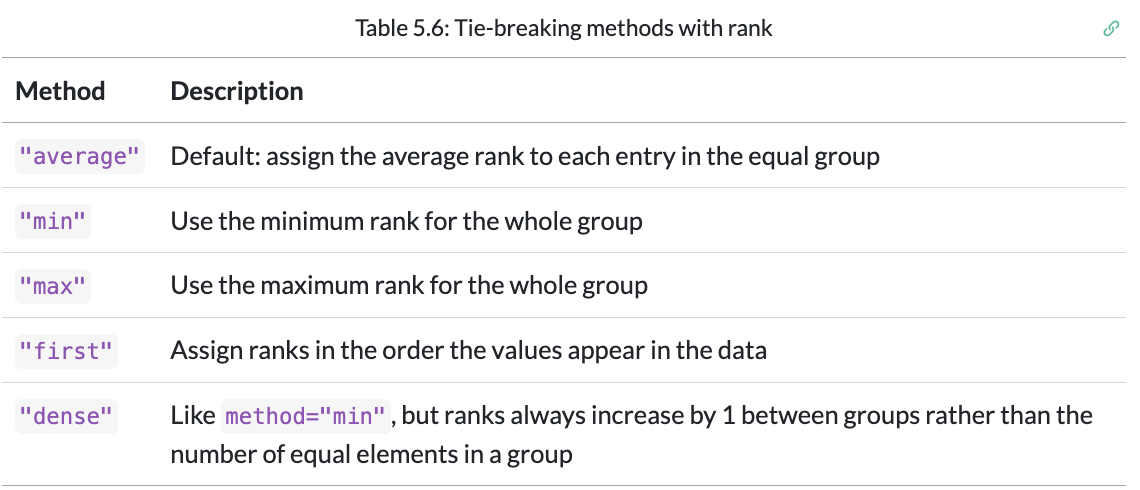 Table 5.6: Tie-breaking methods with rank
Method Description
"average" Default: assign the average rank to each entry in the equal group
"min" Use the minimum rank for the whole group
"max" Use the maximum rank for the whole group
"first" Assign ranks in the order the values appear in the data
"dense" Like method="min", but ranks always increase by 1 between groups rather than the
number of equal elements in a group